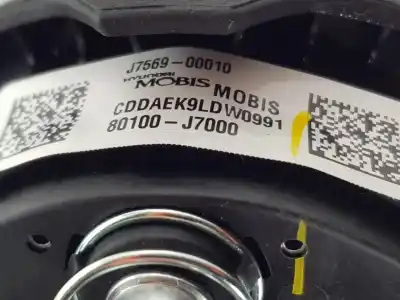 J7569-00010
HYUNDAI
MOBIS MOBIS
CDDAEK9LDW0991
80100-J7000